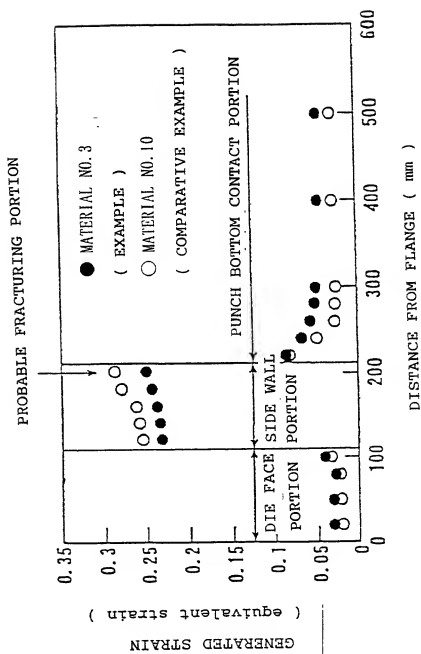 PROBABLE FRACTURING PORTION
● MATERIAL NO.3
( EXAMPLE )
○ MATERIAL NO.10
( COMPARATIVE EXAMPLE )
DIE FACE
PORTION
SIDE WALL
PORTION
PUNCH BOTTOM CONTACT PORTION
0.35
0.3
0.25
0.2
0.15
0.1
0.05
0
0
100
200
300
400
500
600
GENERATED STRAIN
( equivalent strain )
DISTANCE FROM FLANGE ( mm )